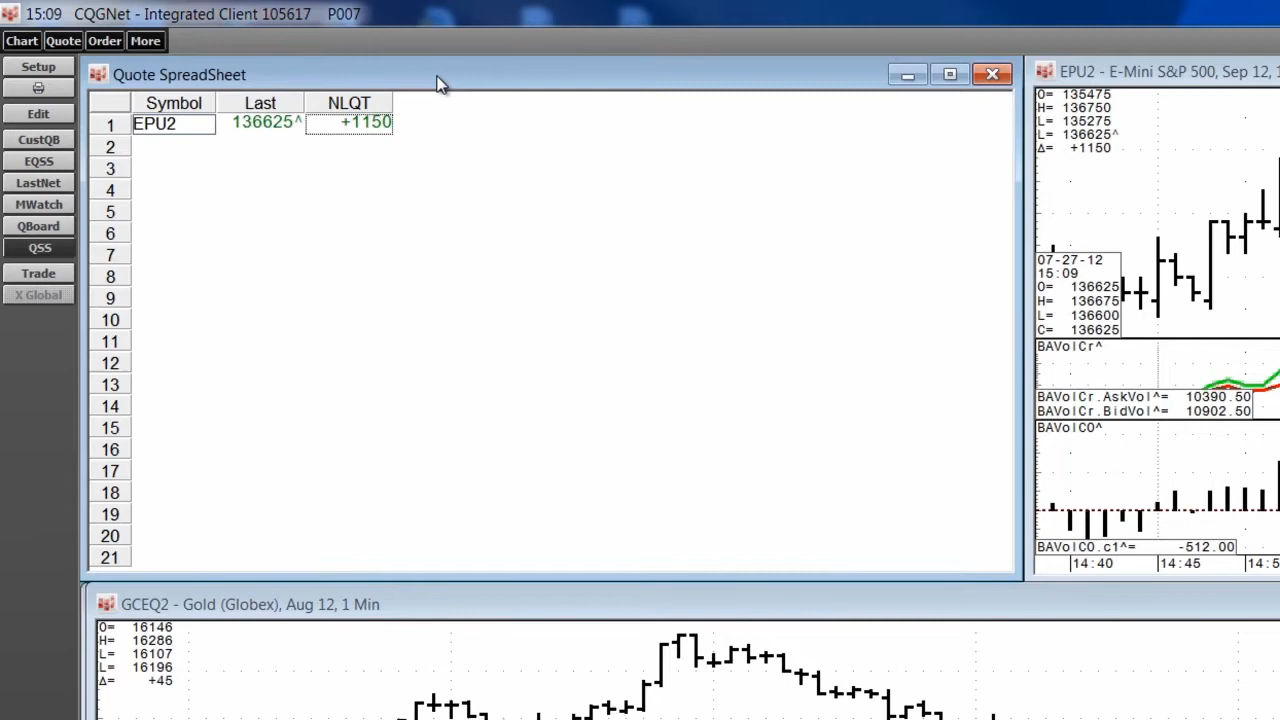 15:09 CQGNet - Integrated Client 105617 P007
Chart Quote Order More
Setup
Edit
CustQB
EQSS
LastNet
MWatch
QBoard
QSS
Trade
X Global
Quote SpreadSheet
Symbol Last NLQT
1 EPU2 136625^ +1150
2
3
4
5
6
7
8
9
10
11
12
13
14
15
16
17
18
19
20
21
EPU2 - E-Mini S&P 500, Sep 12, 1
O= 135475
H= 136750
L= 135275
L= 136625^
Δ= +1150
07-27-12
15:09
O= 136625
H= 136675
L= 136600
C= 136625
BAVolCr^
BAVolCr.AskVol^= 10390.50
BAVolCr.BidVol^= 10902.50
BAVolCO^
BAVolCO.c1^= -512.00
14:40 14:45 14:5
GCEQ2 - Gold (Globex), Aug 12, 1 Min
O= 16146
H= 16286
L= 16107
L= 16196
Δ= +45